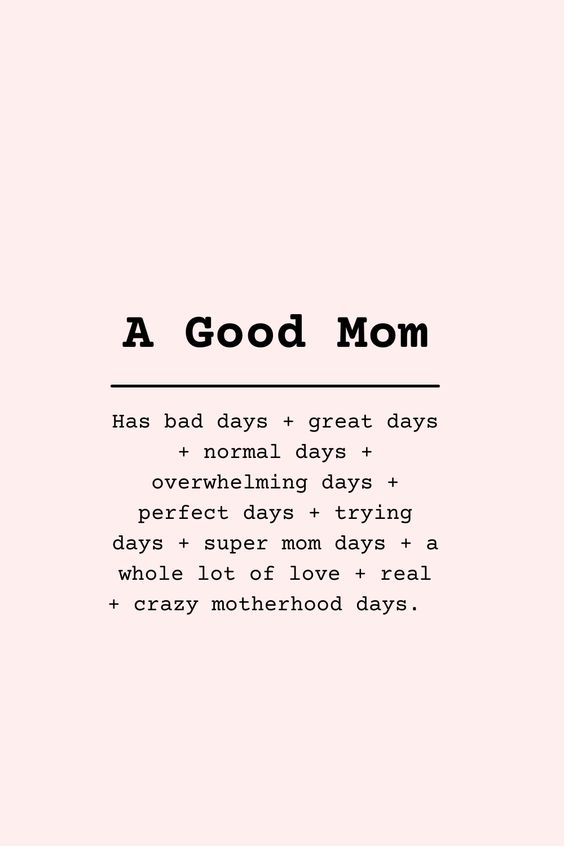 A Good Mom
Has bad days + great days
+ normal days +
overwhelming days +
perfect days + trying
days + super mom days + a
whole lot of love + real
+ crazy motherhood days.